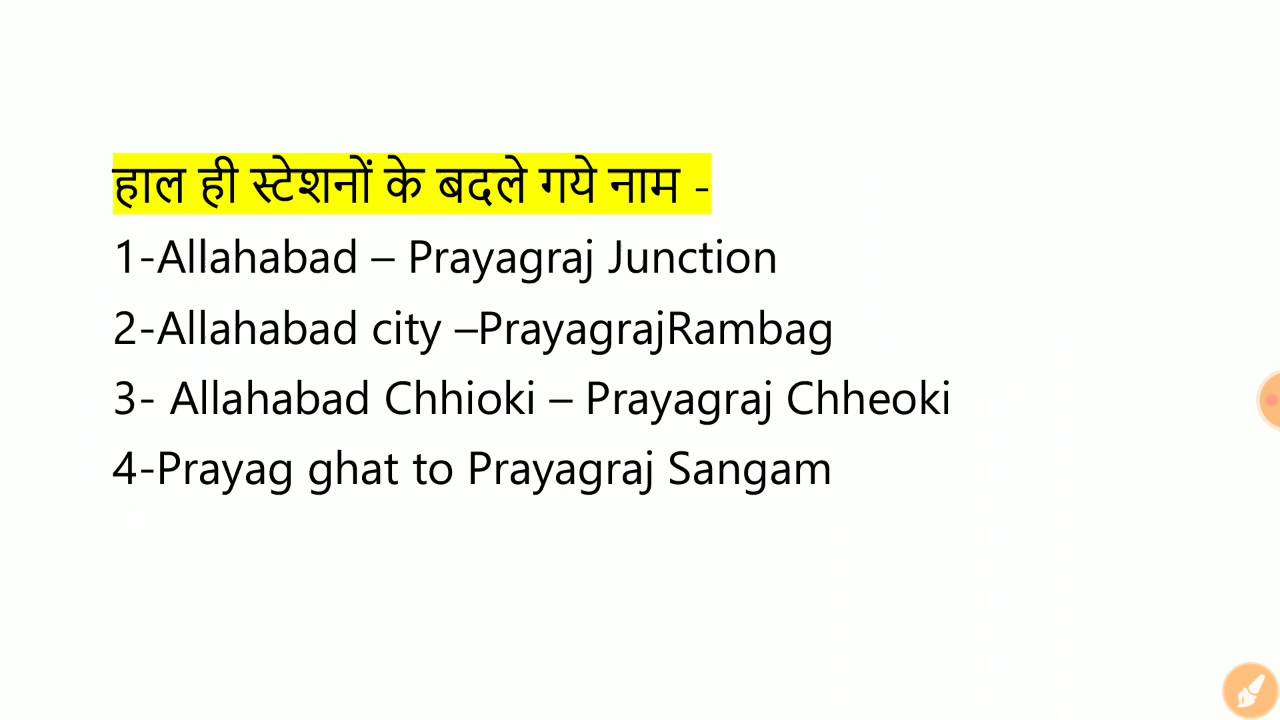 हाल ही स्टेशनों के बदले गये नाम -
1-Allahabad – Prayagraj Junction
2-Allahabad city –PrayagrajRambag
3- Allahabad Chhioki – Prayagraj Chheoki
4-Prayag ghat to Prayagraj Sangam